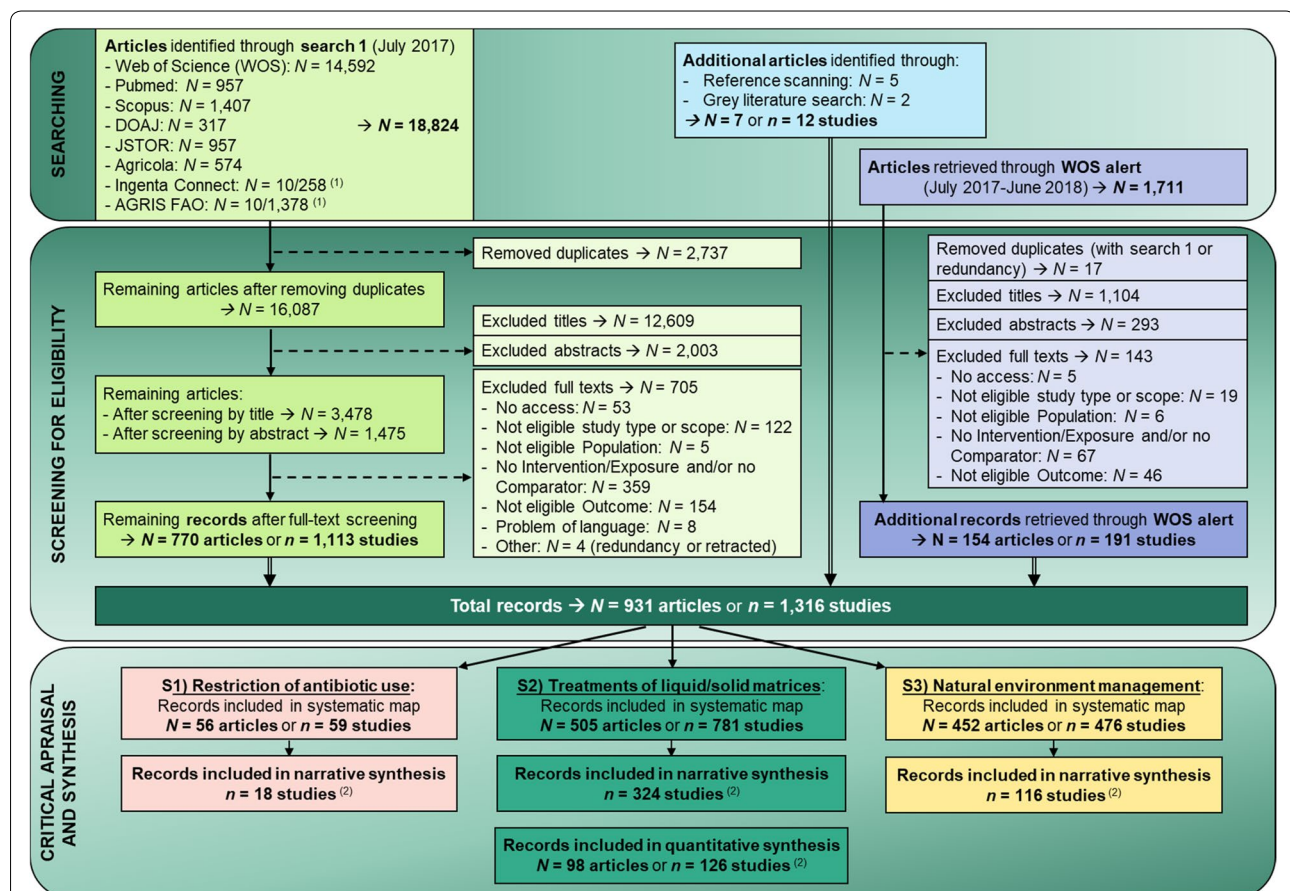 SEARCHING
Articles identified through search 1 (July 2017)
- Web of Science (WOS): N = 14,592
- Pubmed: N = 957
- Scopus: N = 1,407
- DOAJ: N = 317 → N = 18,824
- JSTOR: N = 957
- Agricola: N = 574
- Ingenta Connect: N = 10/258 (1)
- AGRIS FAO: N = 10/1,378 (1)
Additional articles identified through:
- Reference scanning: N = 5
- Grey literature search: N = 2
→ N = 7 or n = 12 studies
Articles retrieved through WOS alert
(July 2017-June 2018) → N = 1,711
SCREENING FOR ELIGIBILITY
Removed duplicates → N = 2,737
Remaining articles after removing duplicates
→ N = 16,087
Excluded titles → N = 12,609
Excluded abstracts → N = 2,003
Remaining articles:
- After screening by title → N = 3,478
- After screening by abstract → N = 1,475
Excluded full texts → N = 705
- No access: N = 53
- Not eligible study type or scope: N = 122
- Not eligible Population: N = 5
- No Intervention/Exposure and/or no
Comparator: N = 359
- Not eligible Outcome: N = 154
- Problem of language: N = 8
- Other: N = 4 (redundancy or retracted)
Remaining records after full-text screening
→ N = 770 articles or n = 1,113 studies
Removed duplicates (with search 1 or
redundancy) → N = 17
Excluded titles → N = 1,104
Excluded abstracts → N = 293
Excluded full texts → N = 143
- No access: N = 5
- Not eligible study type or scope: N = 19
- Not eligible Population: N = 6
- No Intervention/Exposure and/or no
Comparator: N = 67
- Not eligible Outcome: N = 46
Additional records retrieved through WOS alert
→ N = 154 articles or n = 191 studies
Total records → N = 931 articles or n = 1,316 studies
CRITICAL APPRAISAL
AND SYNTHESIS
S1) Restriction of antibiotic use:
Records included in systematic map
N = 56 articles or n = 59 studies
Records included in narrative synthesis
n = 18 studies (2)
S2) Treatments of liquid/solid matrices:
Records included in systematic map
N = 505 articles or n = 781 studies
Records included in narrative synthesis
n = 324 studies (2)
Records included in quantitative synthesis
N = 98 articles or n = 126 studies (2)
S3) Natural environment management:
Records included in systematic map
N = 452 articles or n = 476 studies
Records included in narrative synthesis
n = 116 studies (2)